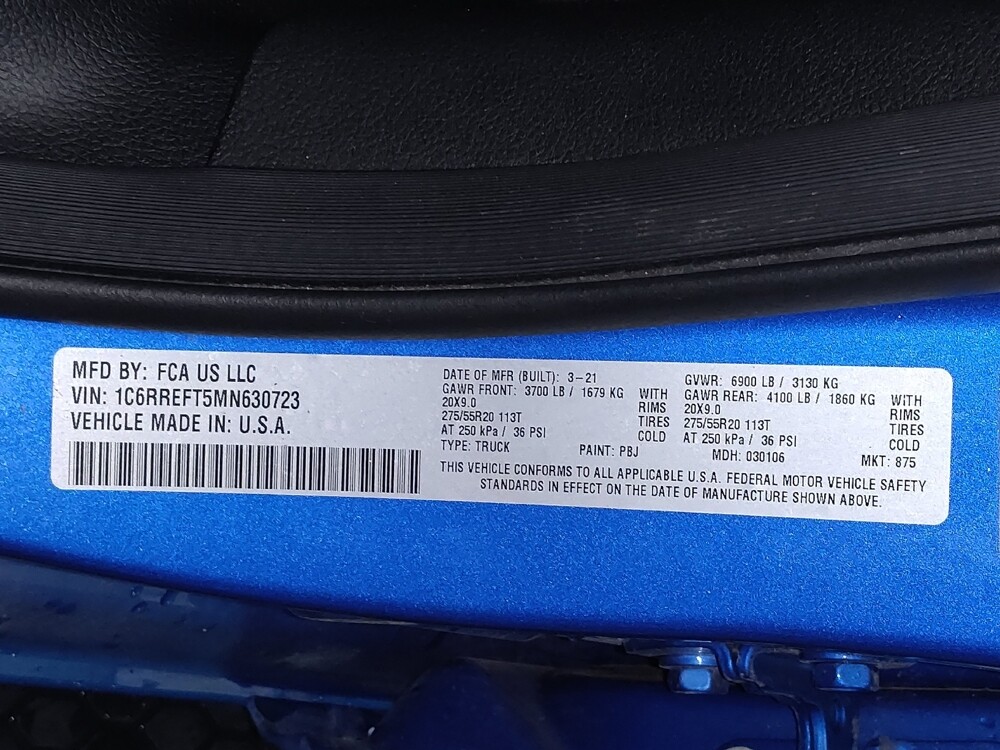 MFD BY: FCA US LLC
VIN: 1C6RREFT5MN630723
VEHICLE MADE IN: U.S.A.
DATE OF MFR (BUILT): 3-21
GAWR FRONT: 3700 LB / 1679 KG WITH
20X9.0 RIMS
275/55R20 113T TIRES
AT 250 kPa / 36 PSI COLD
TYPE: TRUCK PAINT: PBJ
GVWR: 6900 LB / 3130 KG
GAWR REAR: 4100 LB / 1860 KG WITH
20X9.0 RIMS
275/55R20 113T TIRES
AT 250 kPa / 36 PSI COLD
MDH: 030106 MKT: 875
THIS VEHICLE CONFORMS TO ALL APPLICABLE U.S.A. FEDERAL MOTOR VEHICLE SAFETY
STANDARDS IN EFFECT ON THE DATE OF MANUFACTURE SHOWN ABOVE.